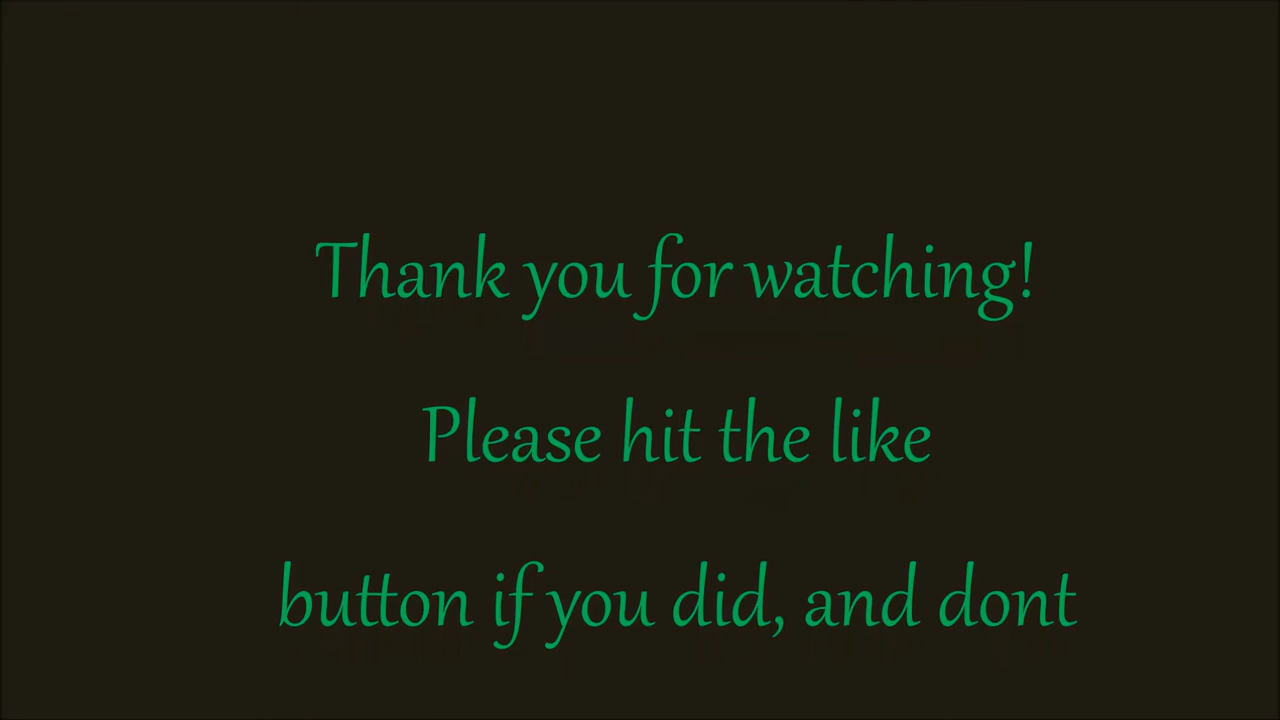 Thank you for watching!
Please hit the like
button if you did, and dont